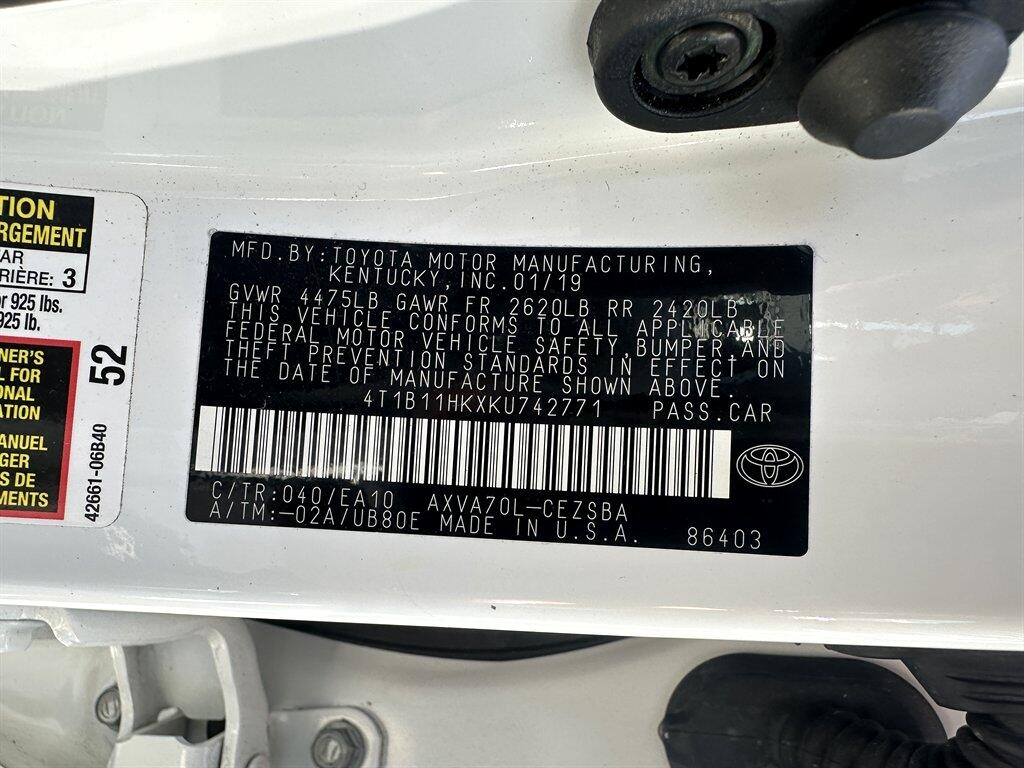 TION
RGEMENT
AR
RIÈRE: 3
or 925 lbs.
925 lb.
NER'S
L FOR
ONAL
ATION
ANUEL
GER
S DE
MENTS
52
42661-06B40
MFD.BY:TOYOTA MOTOR MANUFACTURING,
KENTUCKY,INC.01/19
GVWR 4475LB GAWR FR 2620LB RR 2420LB
THIS VEHICLE CONFORMS TO ALL APPLICABLE
FEDERAL MOTOR VEHICLE SAFETY,BUMPER,AND
THEFT PREVENTION STANDARDS IN EFFECT ON
THE DATE OF MANUFACTURE SHOWN ABOVE.
4T1B11HKXKU742771 PASS.CAR
C/TR:040/EA10 AXVA70L-CEZSBA
A/TM:-02A/UB80E MADE IN U.S.A. 86403